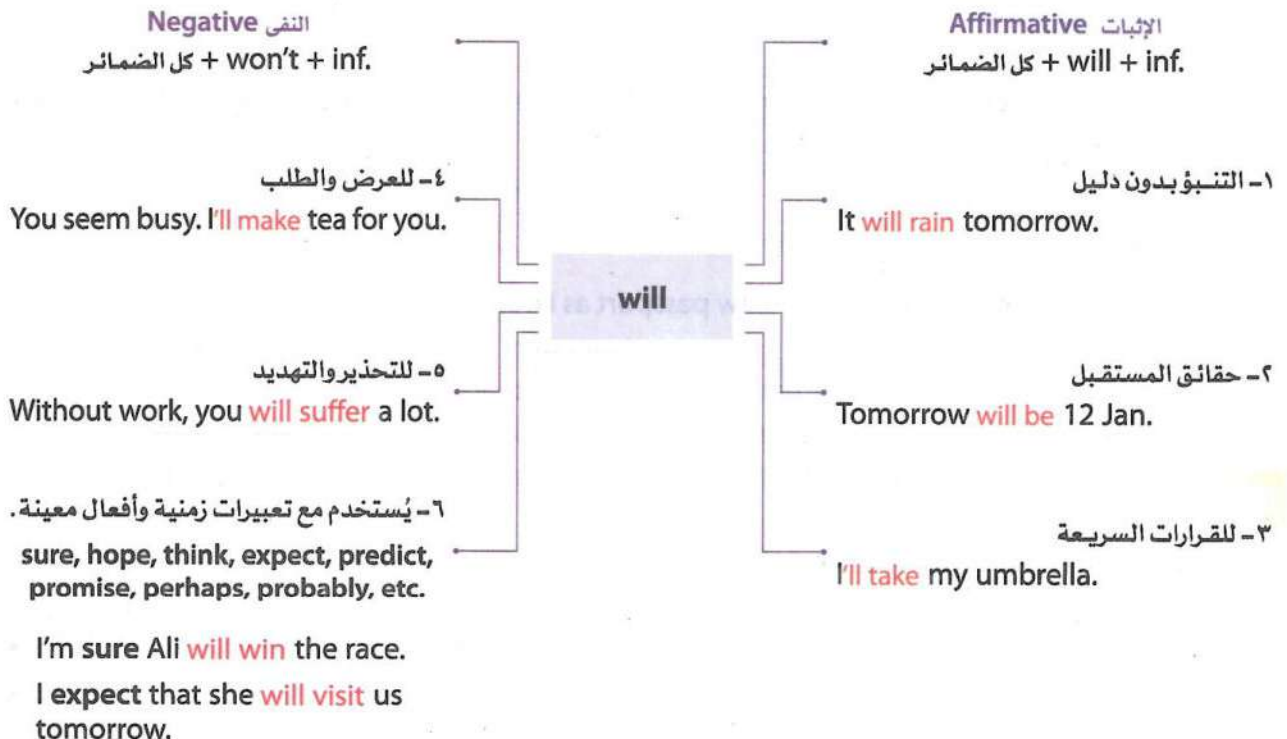 Affirmative الإثبات
كل الضمائر + will + inf.
Negative النفى
كل الضمائر + won't + inf.
will
١- التنبؤ بدون دليل
It will rain tomorrow.
٢- حقائق المستقبل
Tomorrow will be 12 Jan.
٣- للقرارات السريعة
I'll take my umbrella.
٤- للعرض والطلب
You seem busy. I'll make tea for you.
٥- للتحذير والتهديد
Without work, you will suffer a lot.
٦- يُستخدم مع تعبيرات زمنية وأفعال معينة.
sure, hope, think, expect, predict,
promise, perhaps, probably, etc.
I'm sure Ali will win the race.
I expect that she will visit us
tomorrow.